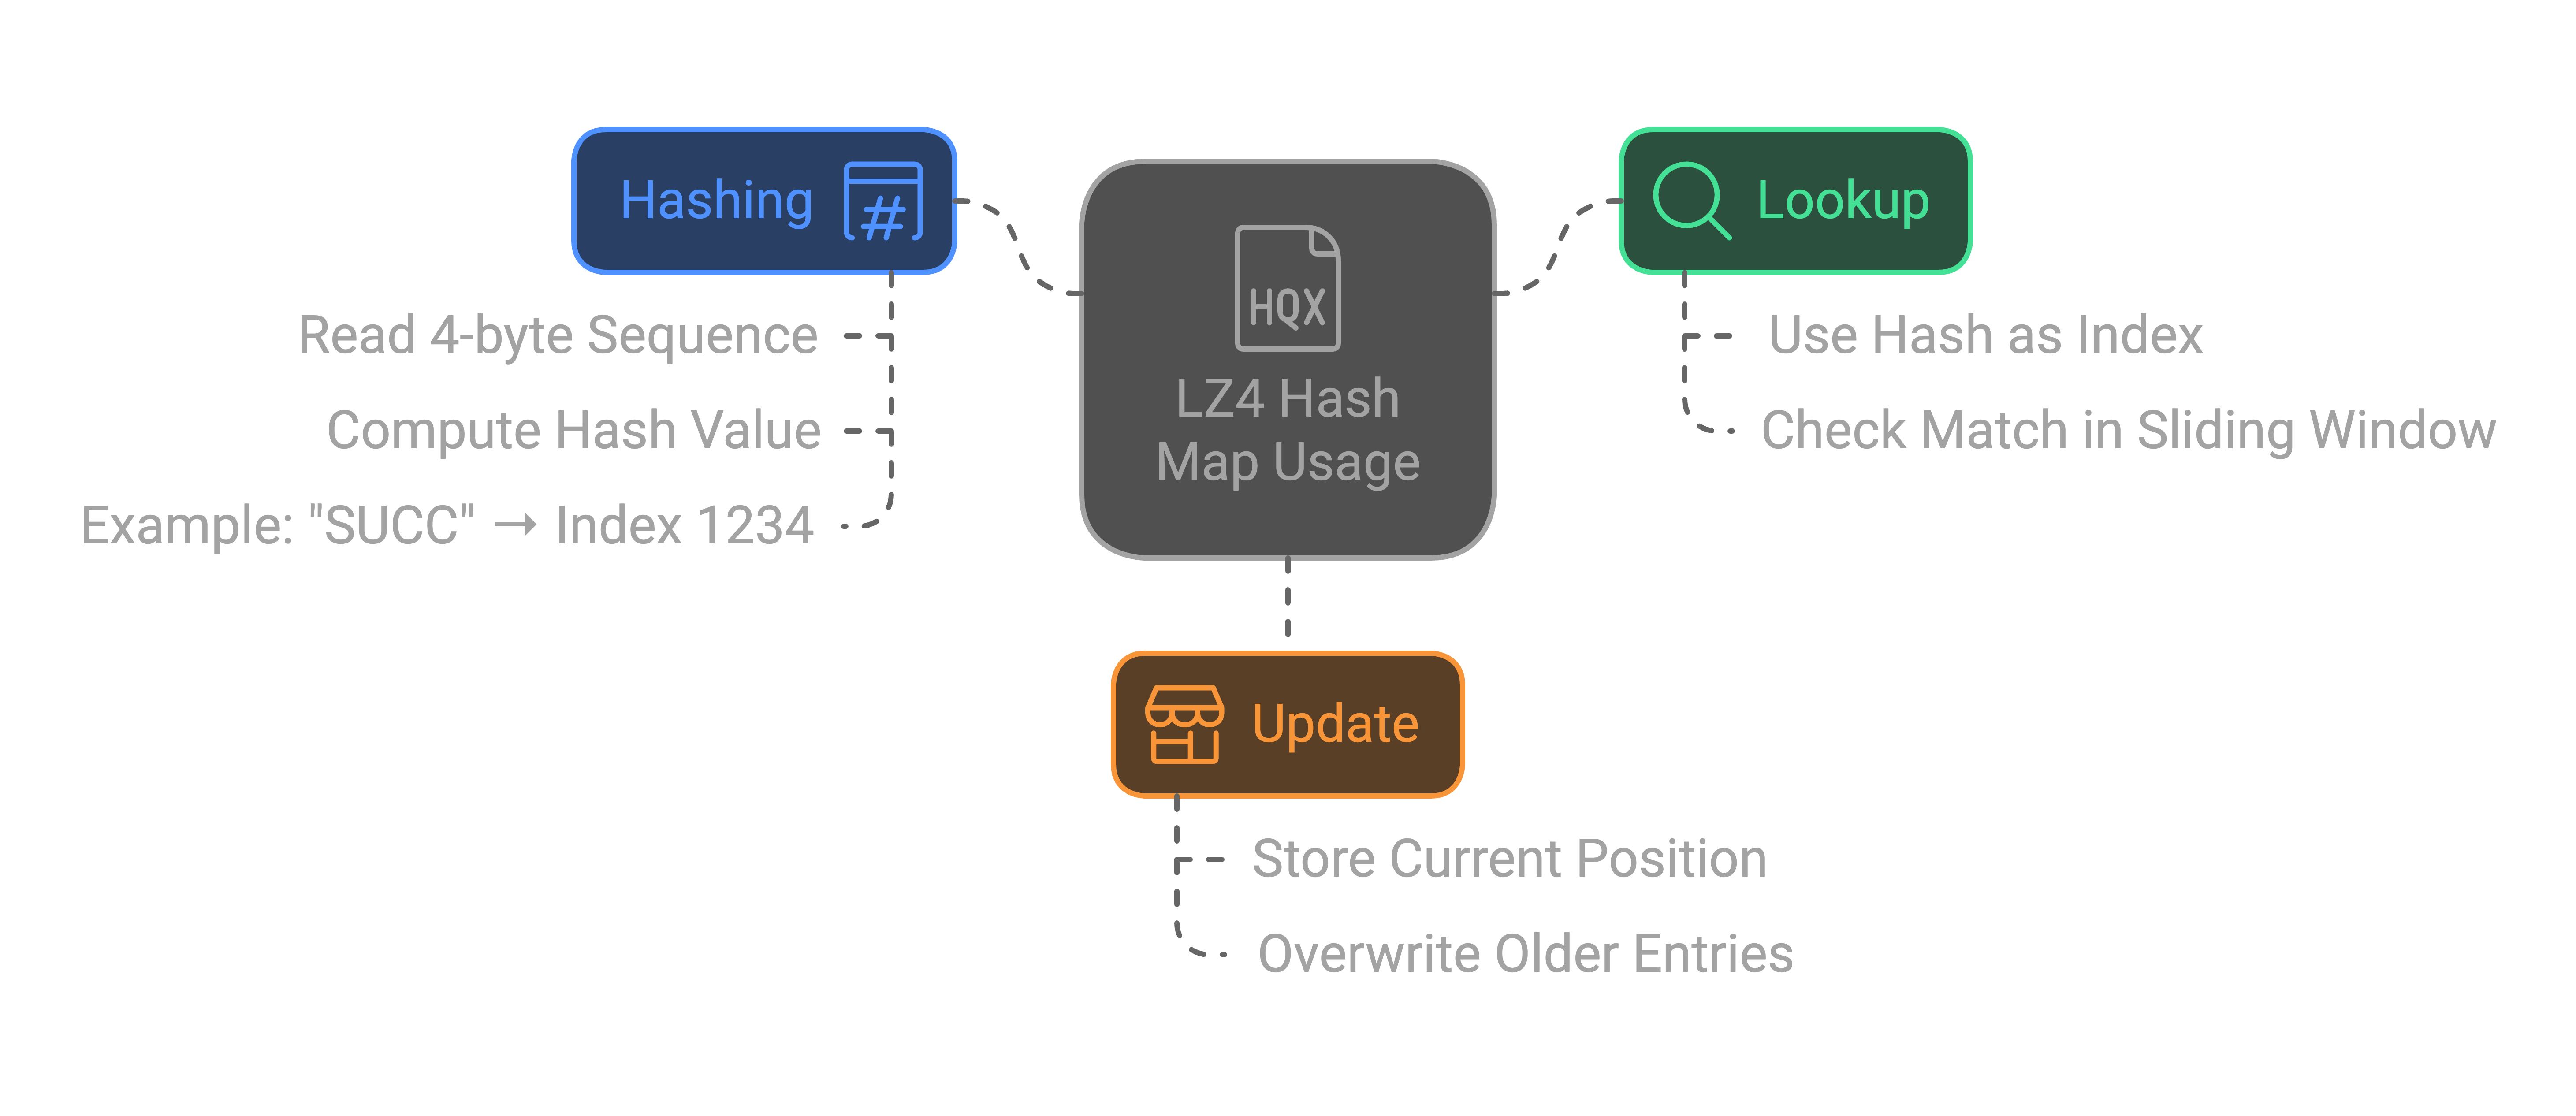 Hashing
Read 4-byte Sequence
Compute Hash Value
Example: "SUCC" → Index 1234
HQX
LZ4 Hash
Map Usage
Lookup
Use Hash as Index
Check Match in Sliding Window
Update
Store Current Position
Overwrite Older Entries